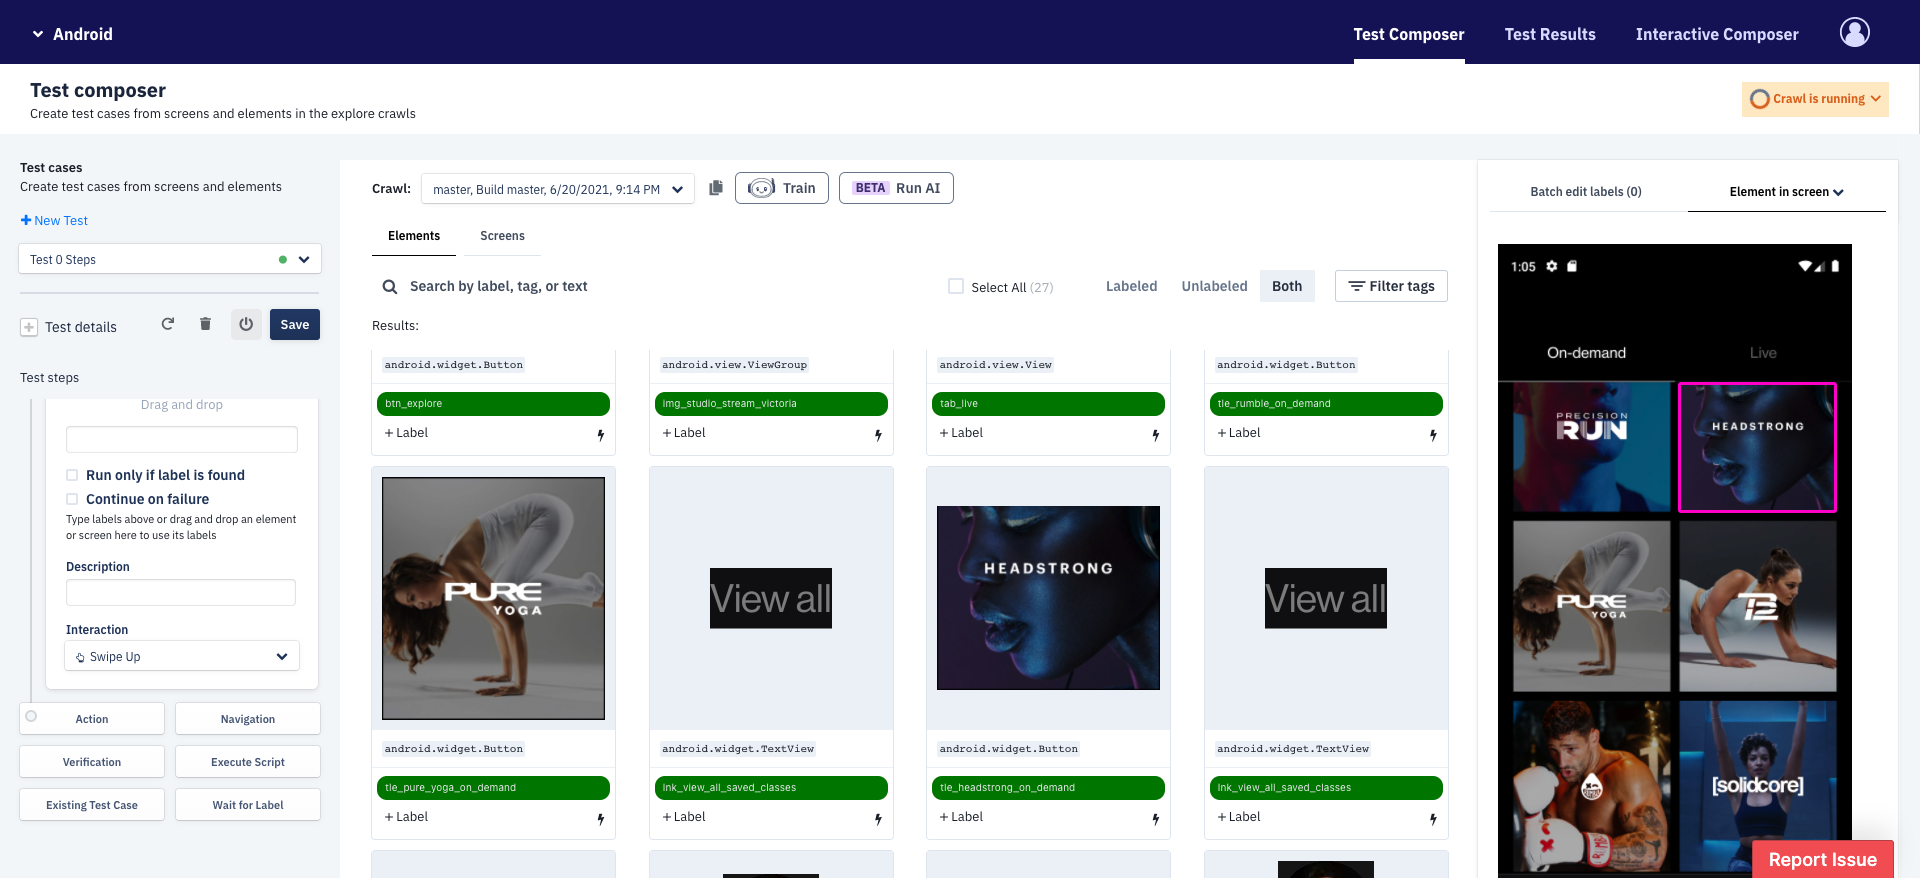 Android
Test Composer
Test Results
Interactive Composer
Test composer
Create test cases from screens and elements in the explore crawls
Crawl is running
Test cases
Create test cases from screens and elements
New Test
Test 0 Steps
Test details
Save
Test steps
Drag and drop
Run only if label is found
Continue on failure
Type labels above or drag and drop an element
or screen here to use its labels
Description
Interaction
Swipe Up
Action
Navigation
Verification
Execute Script
Existing Test Case
Wait for Label
Crawl:
master, Build master, 6/20/2021, 9:14 PM
Train
BETA Run AI
Elements
Screens
Search by label, tag, or text
Select All (27)
Labeled
Unlabeled
Both
Filter tags
Results:
android.widget.Button
android.view.ViewGroup
android.view.View
android.widget.Button
btn_explore
img_studio_stream_victoria
tab_live
tle_rumble_on_demand
+ Label
+ Label
+ Label
+ Label
PURE
YOGA
View all
HEADSTRONG
View all
android.widget.Button
android.widget.TextView
android.widget.Button
android.widget.TextView
tle_pure_yoga_on_demand
lnk_view_all_saved_classes
tle_headstrong_on_demand
lnk_view_all_saved_classes
+ Label
+ Label
+ Label
+ Label
Batch edit labels (0)
Element in screen
1:05
On-demand
Live
PRECISION
RUN
HEADSTRONG
PURE
YOGA
[solidcore]
Report Issue